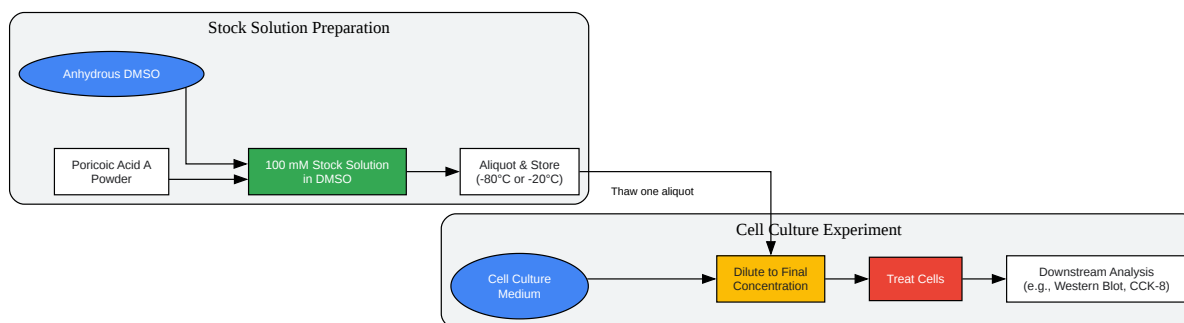 Stock Solution Preparation
Anhydrous DMSO
Poricoic Acid A
Powder
100 mM Stock Solution
in DMSO
Aliquot & Store
(-80°C or -20°C)
Thaw one aliquot
Cell Culture Experiment
Cell Culture
Medium
Dilute to Final
Concentration
Treat Cells
Downstream Analysis
(e.g., Western Blot, CCK-8)